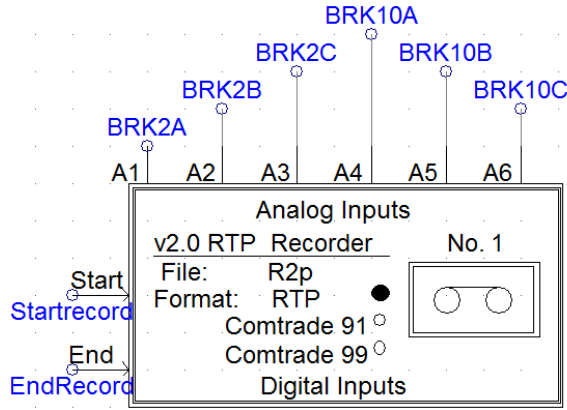 BRK10A
BRK2C BRK10B
BRK2B BRK10C
BRK2A
A1 A2 A3 A4 A5 A6
Analog Inputs
v2.0 RTP Recorder No. 1
File: R2p
Start
Format: RTP
Startrecord
Comtrade 91
End
Comtrade 99
EndRecord
Digital Inputs